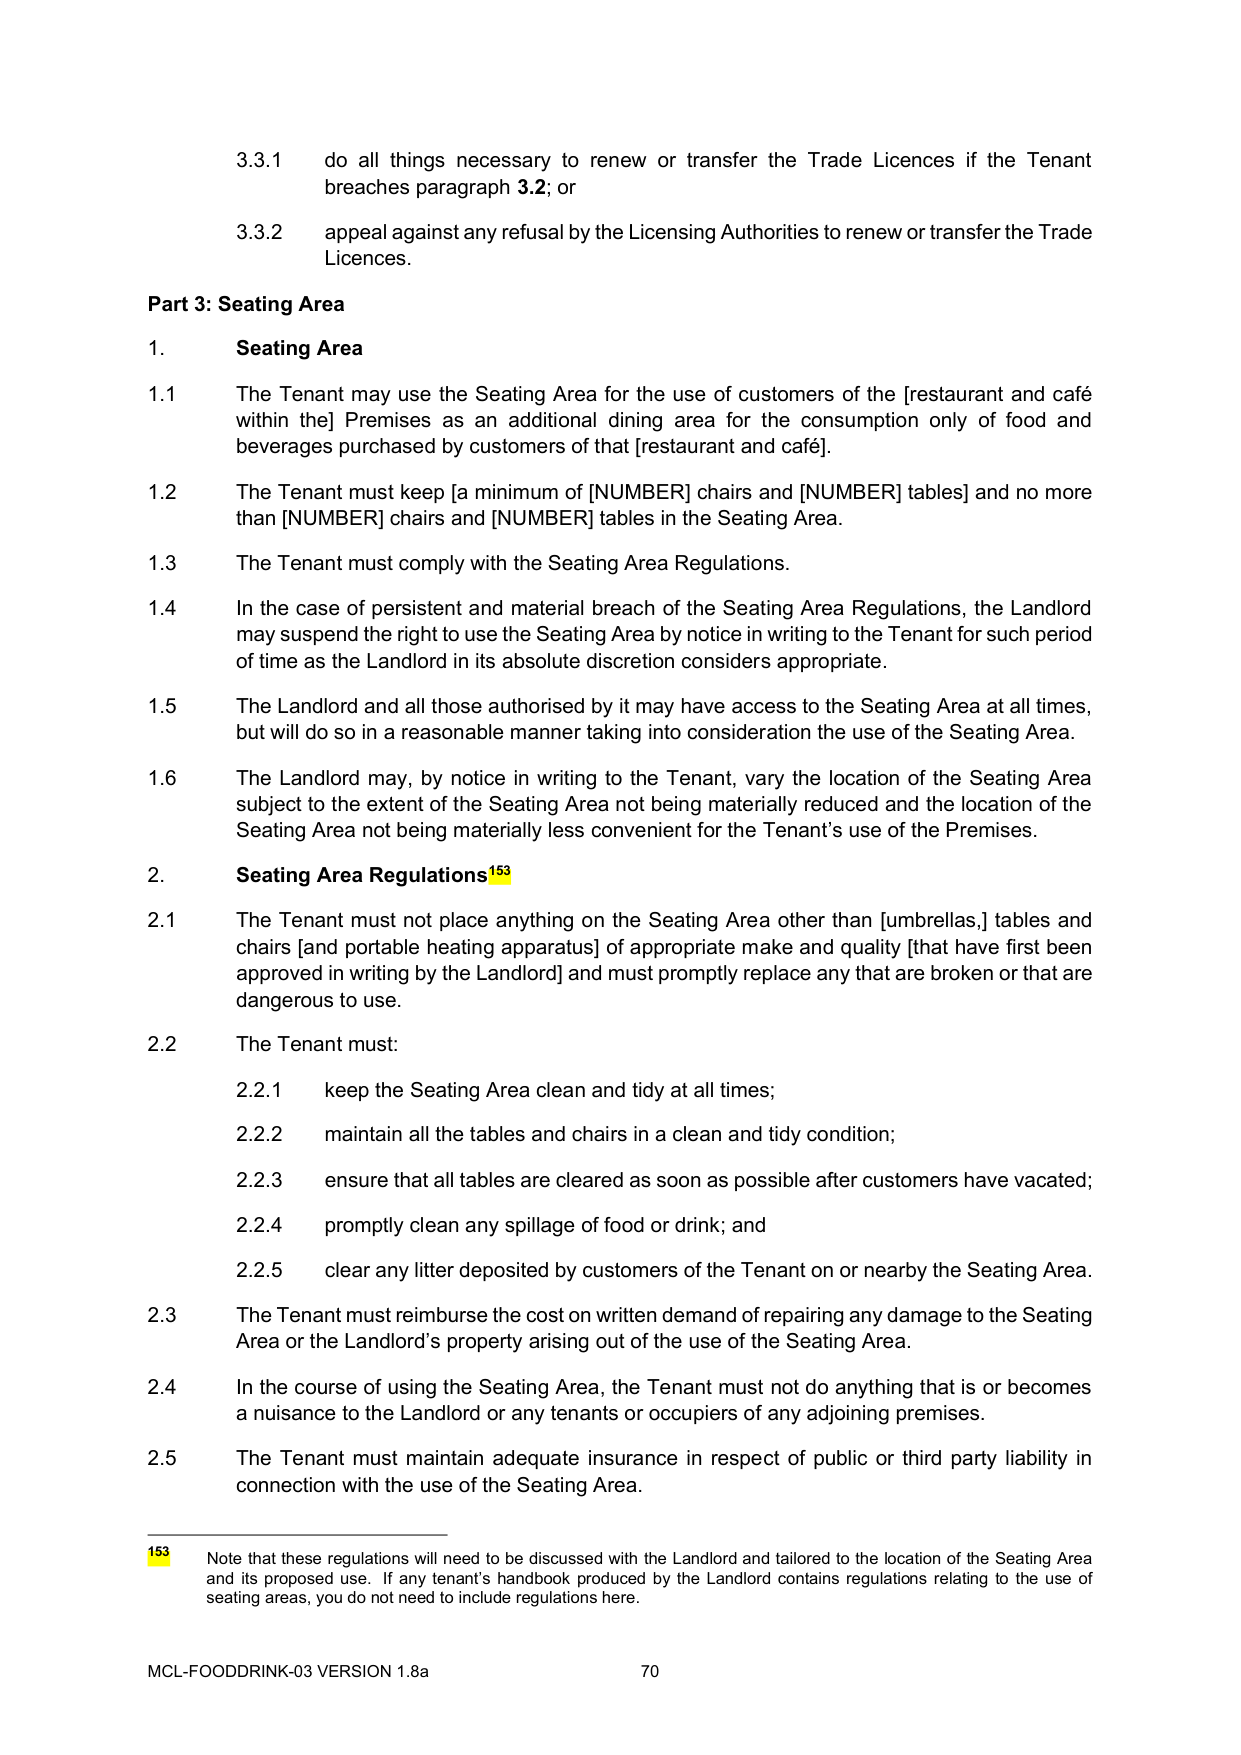 3.3.1 do all things necessary to renew or transfer the Trade Licences if the Tenant
breaches paragraph 3.2; or
3.3.2 appeal against any refusal by the Licensing Authorities to renew or transfer the Trade
Licences.
Part 3: Seating Area
1. Seating Area
1.1 The Tenant may use the Seating Area for the use of customers of the [restaurant and café
within the] Premises as an additional dining area for the consumption only of food and
beverages purchased by customers of that [restaurant and café].
1.2 The Tenant must keep [a minimum of [NUMBER] chairs and [NUMBER] tables] and no more
than [NUMBER] chairs and [NUMBER] tables in the Seating Area.
1.3 The Tenant must comply with the Seating Area Regulations.
1.4 In the case of persistent and material breach of the Seating Area Regulations, the Landlord
may suspend the right to use the Seating Area by notice in writing to the Tenant for such period
of time as the Landlord in its absolute discretion considers appropriate.
1.5 The Landlord and all those authorised by it may have access to the Seating Area at all times,
but will do so in a reasonable manner taking into consideration the use of the Seating Area.
1.6 The Landlord may, by notice in writing to the Tenant, vary the location of the Seating Area
subject to the extent of the Seating Area not being materially reduced and the location of the
Seating Area not being materially less convenient for the Tenant’s use of the Premises.
2. Seating Area Regulations153
2.1 The Tenant must not place anything on the Seating Area other than [umbrellas,] tables and
chairs [and portable heating apparatus] of appropriate make and quality [that have first been
approved in writing by the Landlord] and must promptly replace any that are broken or that are
dangerous to use.
2.2 The Tenant must:
2.2.1 keep the Seating Area clean and tidy at all times;
2.2.2 maintain all the tables and chairs in a clean and tidy condition;
2.2.3 ensure that all tables are cleared as soon as possible after customers have vacated;
2.2.4 promptly clean any spillage of food or drink; and
2.2.5 clear any litter deposited by customers of the Tenant on or nearby the Seating Area.
2.3 The Tenant must reimburse the cost on written demand of repairing any damage to the Seating
Area or the Landlord’s property arising out of the use of the Seating Area.
2.4 In the course of using the Seating Area, the Tenant must not do anything that is or becomes
a nuisance to the Landlord or any tenants or occupiers of any adjoining premises.
2.5 The Tenant must maintain adequate insurance in respect of public or third party liability in
connection with the use of the Seating Area.
153 Note that these regulations will need to be discussed with the Landlord and tailored to the location of the Seating Area
and its proposed use. If any tenant’s handbook produced by the Landlord contains regulations relating to the use of
seating areas, you do not need to include regulations here.
MCL-FOODDRINK-03 VERSION 1.8a 70